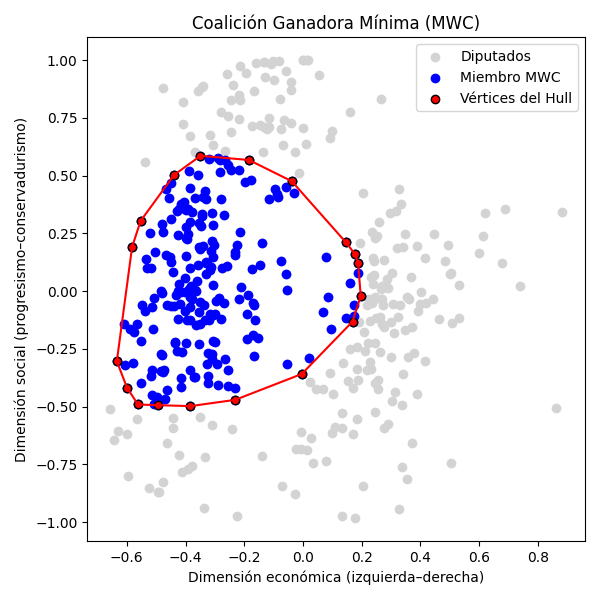 Coalición Ganadora Mínima (MWC)
Diputados
Miembro MWC
Vértices del Hull
Dimensión social (progresismo–conservadurismo)
1.00
0.75
0.50
0.25
0.00
−0.25
−0.50
−0.75
−1.00
−0.6 −0.4 −0.2 0.0 0.2 0.4 0.6 0.8
Dimensión económica (izquierda–derecha)